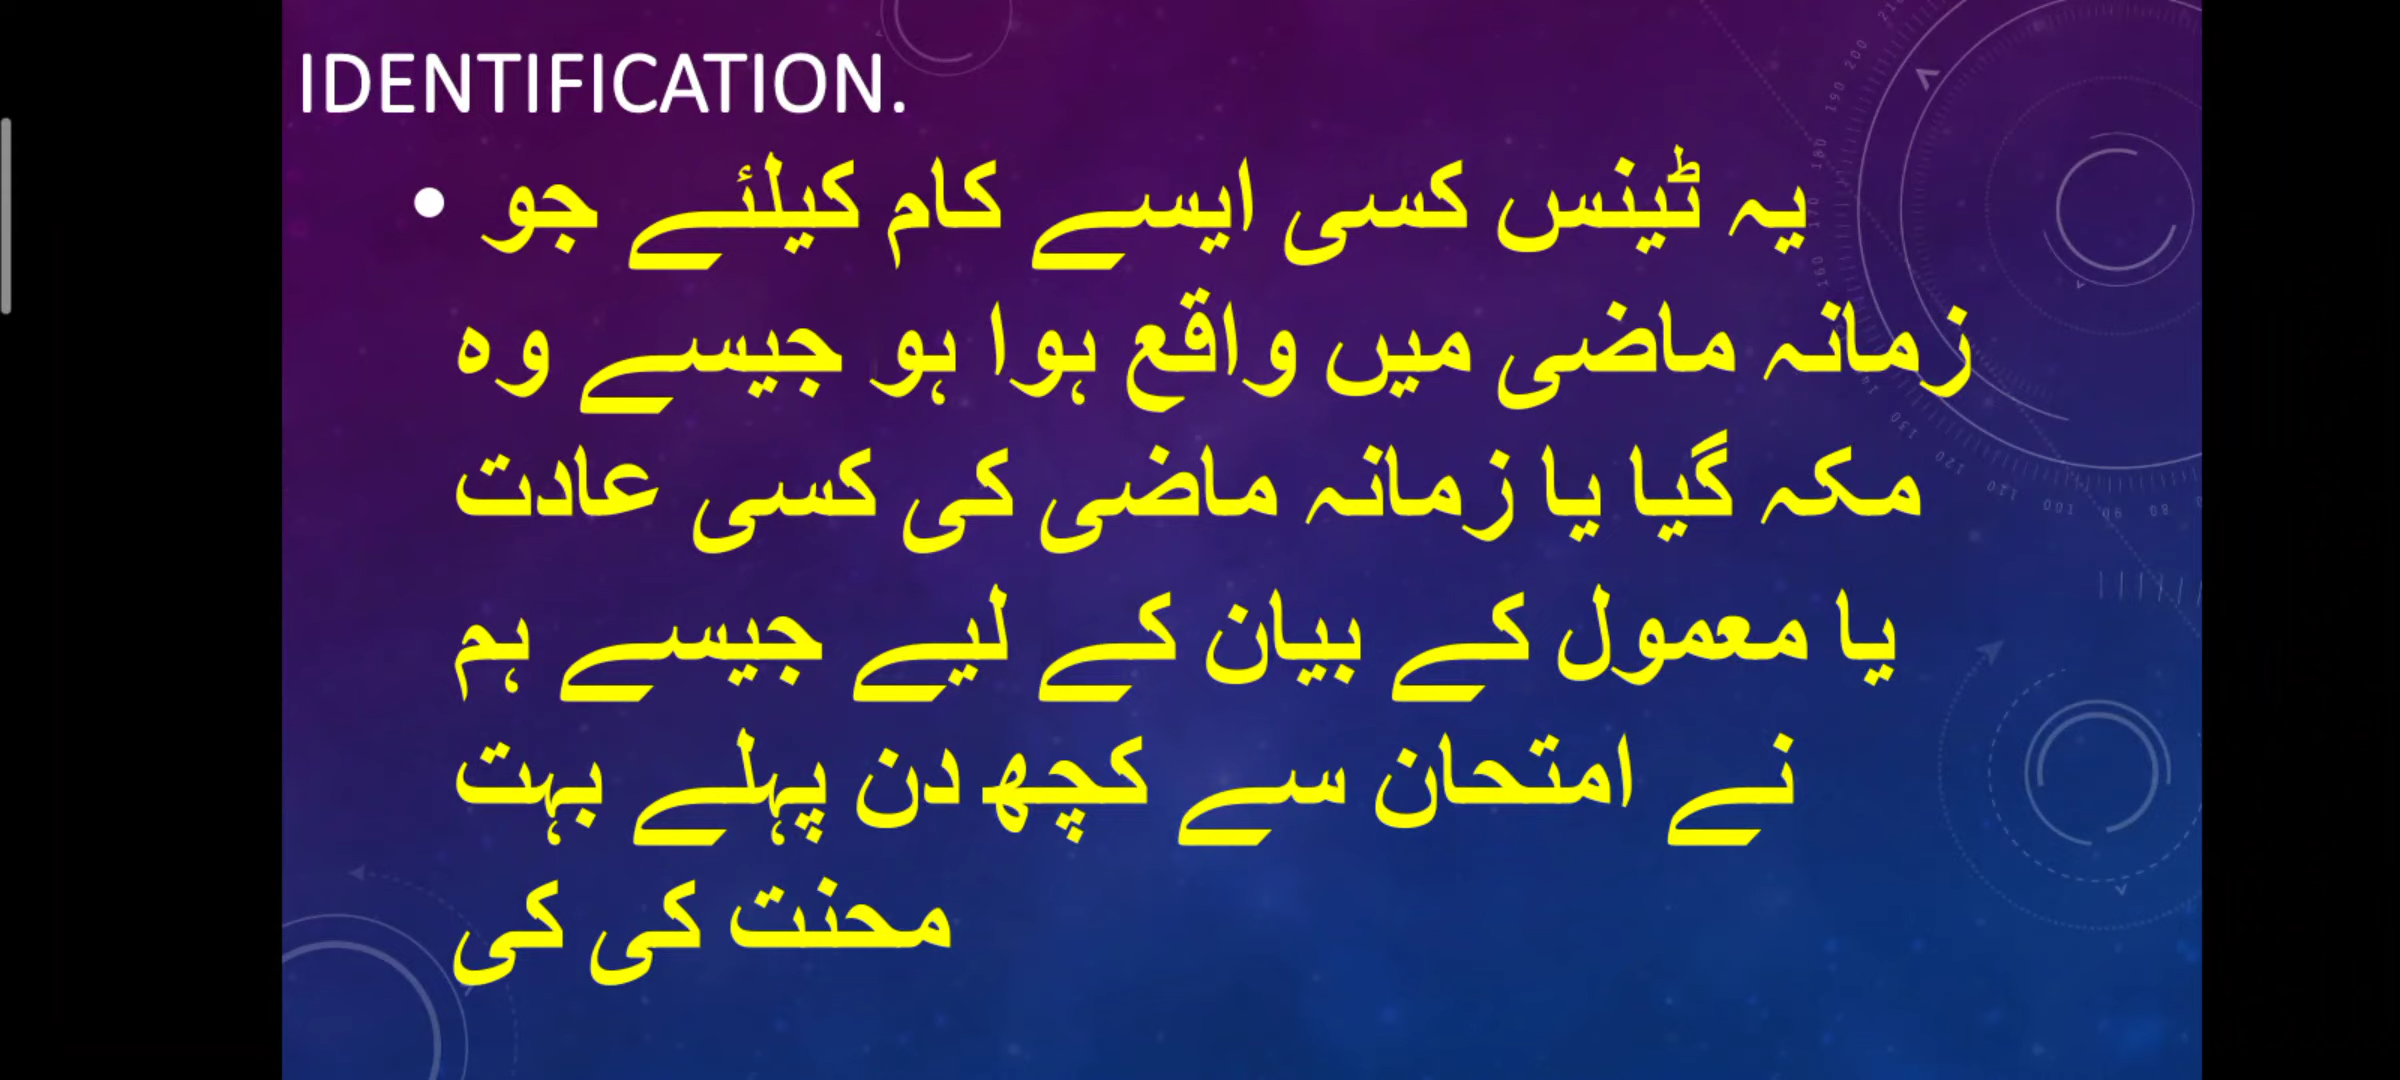 IDENTIFICATION.
• یہ ٹینس کسی ایسے کام کیلئے جو
زمانہ ماضی میں واقع ہوا ہو جیسے وہ
مکہ گیا یا زمانہ ماضی کی کسی عادت
یا معمول کے بیان کے لیے جیسے ہم
نے امتحان سے کچھ دن پہلے بہت
محنت کی کی